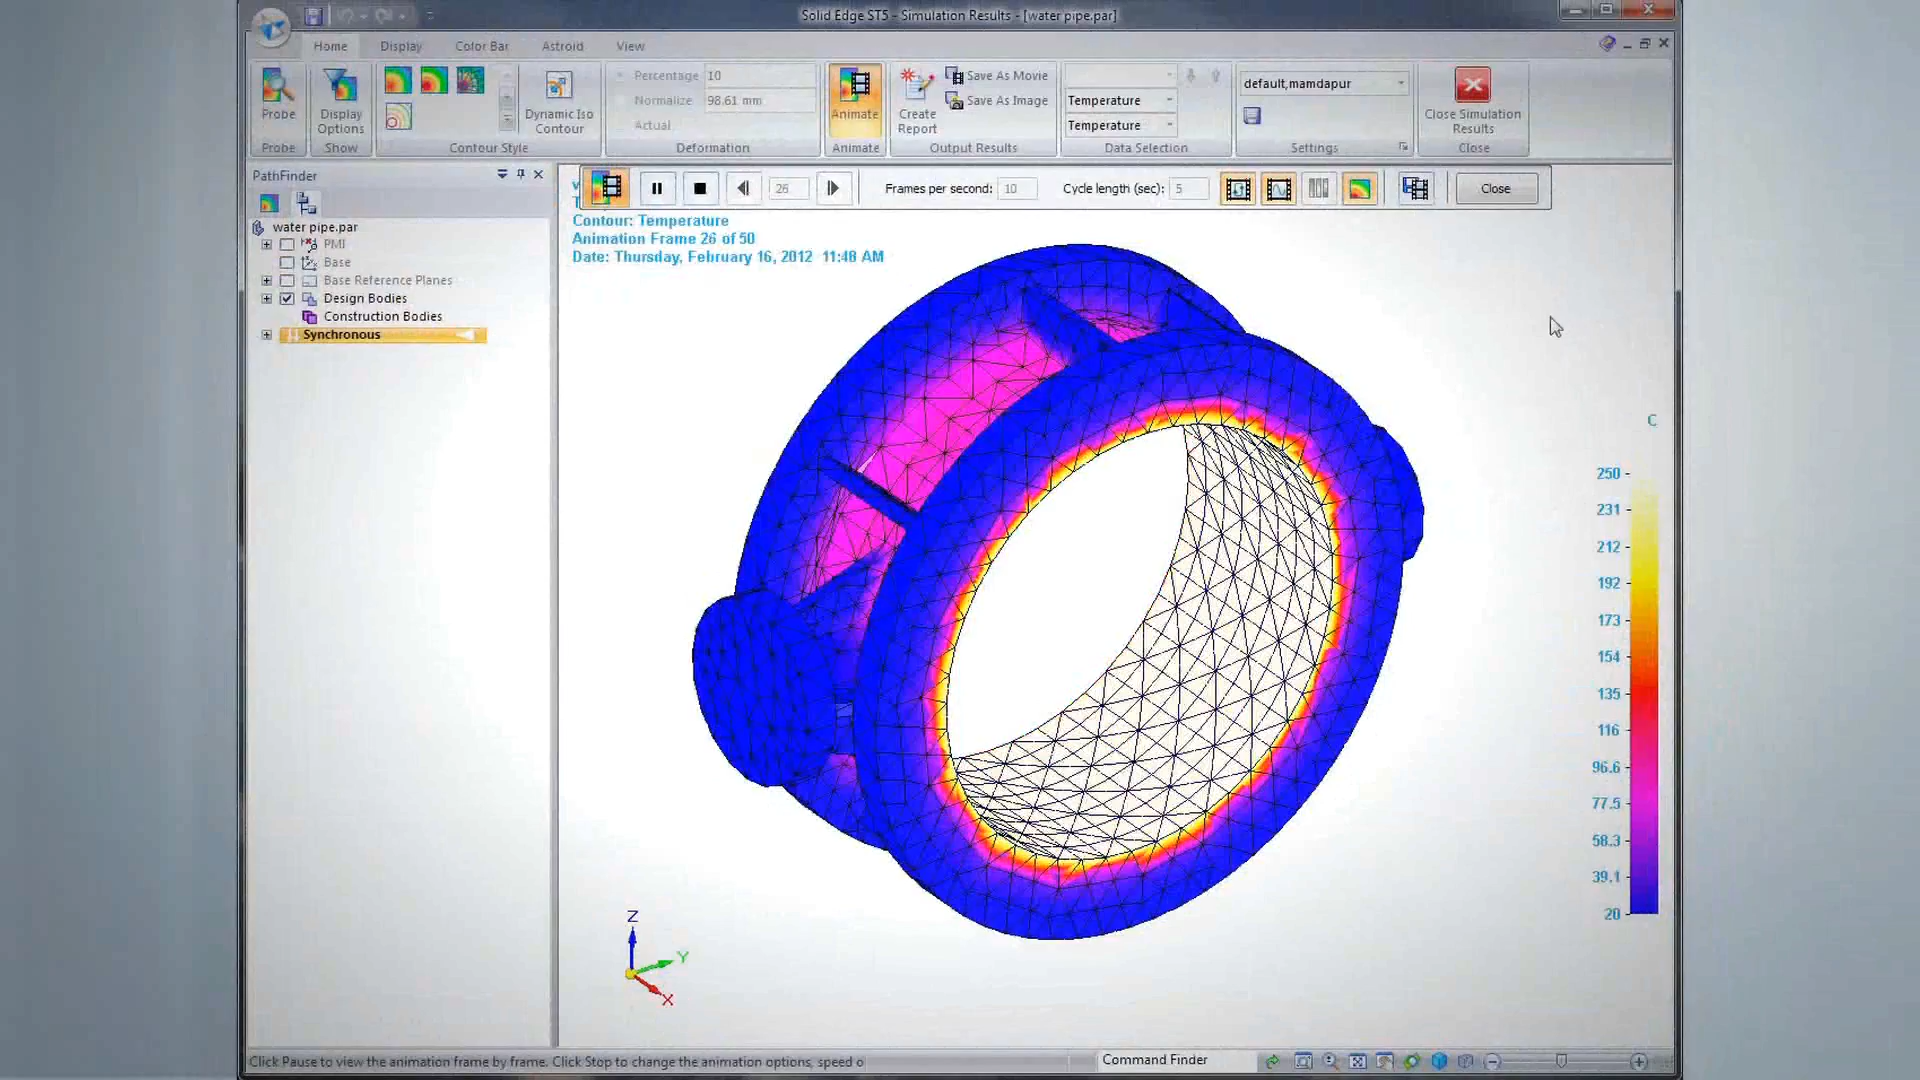 Solid Edge ST5 - Simulation Results - [water pipe.par]
Home Display Color Bar Astroid View
Probe
Display Options
Dynamic Iso Contour
Percentage 10
Normalize 98.61 mm
Actual
Animate
Create Report
Save As Movie
Save As Image
Temperature
Temperature
default,mamdapur
Close Simulation Results
Probe Show Contour Style Deformation Animate Output Results Data Selection Settings Close
PathFinder
26
Frames per second: 10
Cycle length (sec): 5
Close
Contour: Temperature
Animation Frame 26 of 50
Date: Thursday, February 16, 2012 11:48 AM
water pipe.par
PMI
Base
Base Reference Planes
Design Bodies
Construction Bodies
Synchronous
C
250
231
212
192
173
154
135
116
96.6
77.5
58.3
39.1
20
Z
Y
X
Click Pause to view the animation frame by frame. Click Stop to change the animation options, speed o
Command Finder